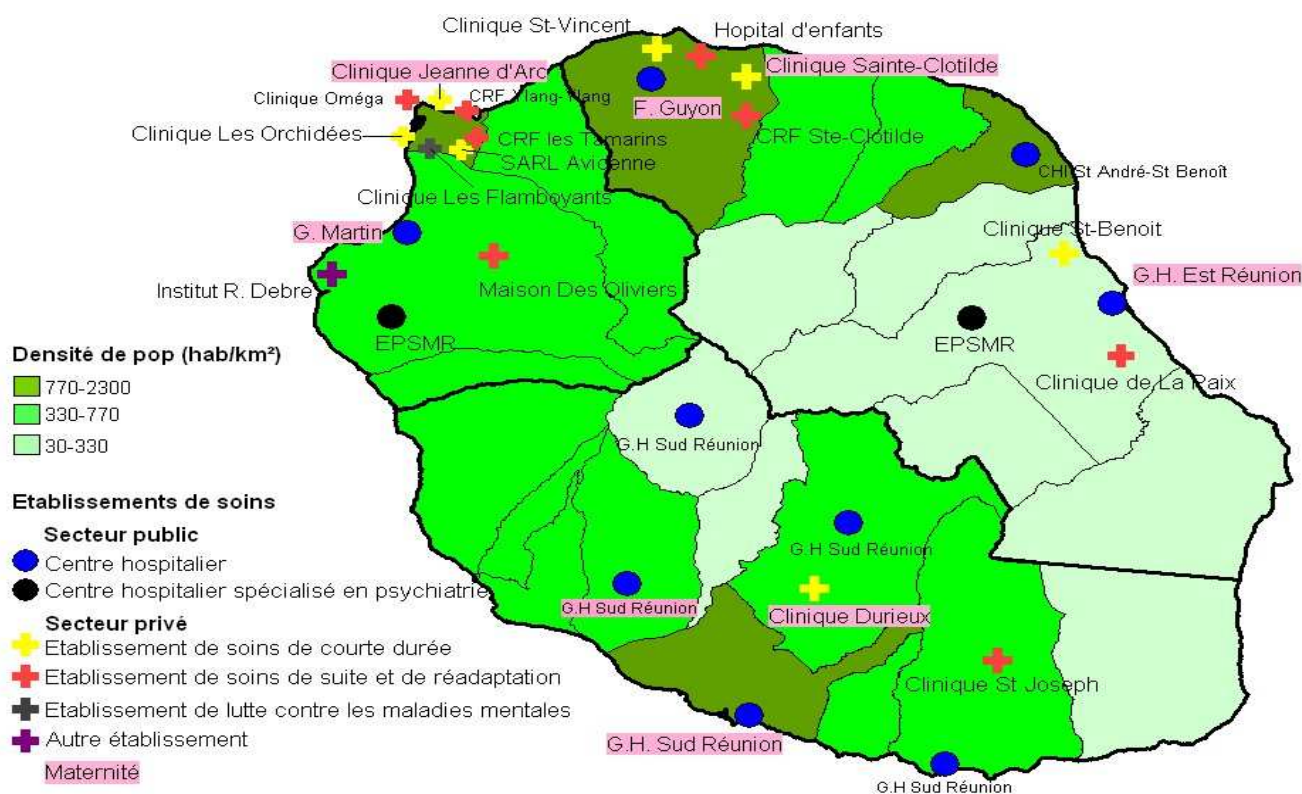 Clinique St-Vincent
Hopital d'enfants
Clinique Jeanne d'Arc
Clinique Sainte-Clotilde
Clinique Oméga
CRF Ylang-Ylang
F. Guyon
Clinique Les Orchidées
CRF les Tamarins
CRF Ste-Clotilde
SARL Avicenne
CHI St André-St Benoît
Clinique Les Flamboyants
G. Martin
Clinique St-Benoit
Institut R. Debre
Maison Des Oliviers
G.H. Est Réunion
EPSMR
EPSMR
Clinique de La Paix
G.H Sud Réunion
G.H Sud Réunion
G.H Sud Réunion
Clinique Durieux
Clinique St Joseph
G.H. Sud Réunion
G.H Sud Réunion
Densité de pop (hab/km²)
770-2300
330-770
30-330
Etablissements de soins
Secteur public
Centre hospitalier
Centre hospitalier spécialisé en psychiatrie
Secteur privé
Etablissement de soins de courte durée
Etablissement de soins de suite et de réadaptation
Etablissement de lutte contre les maladies mentales
Autre établissement
Maternité